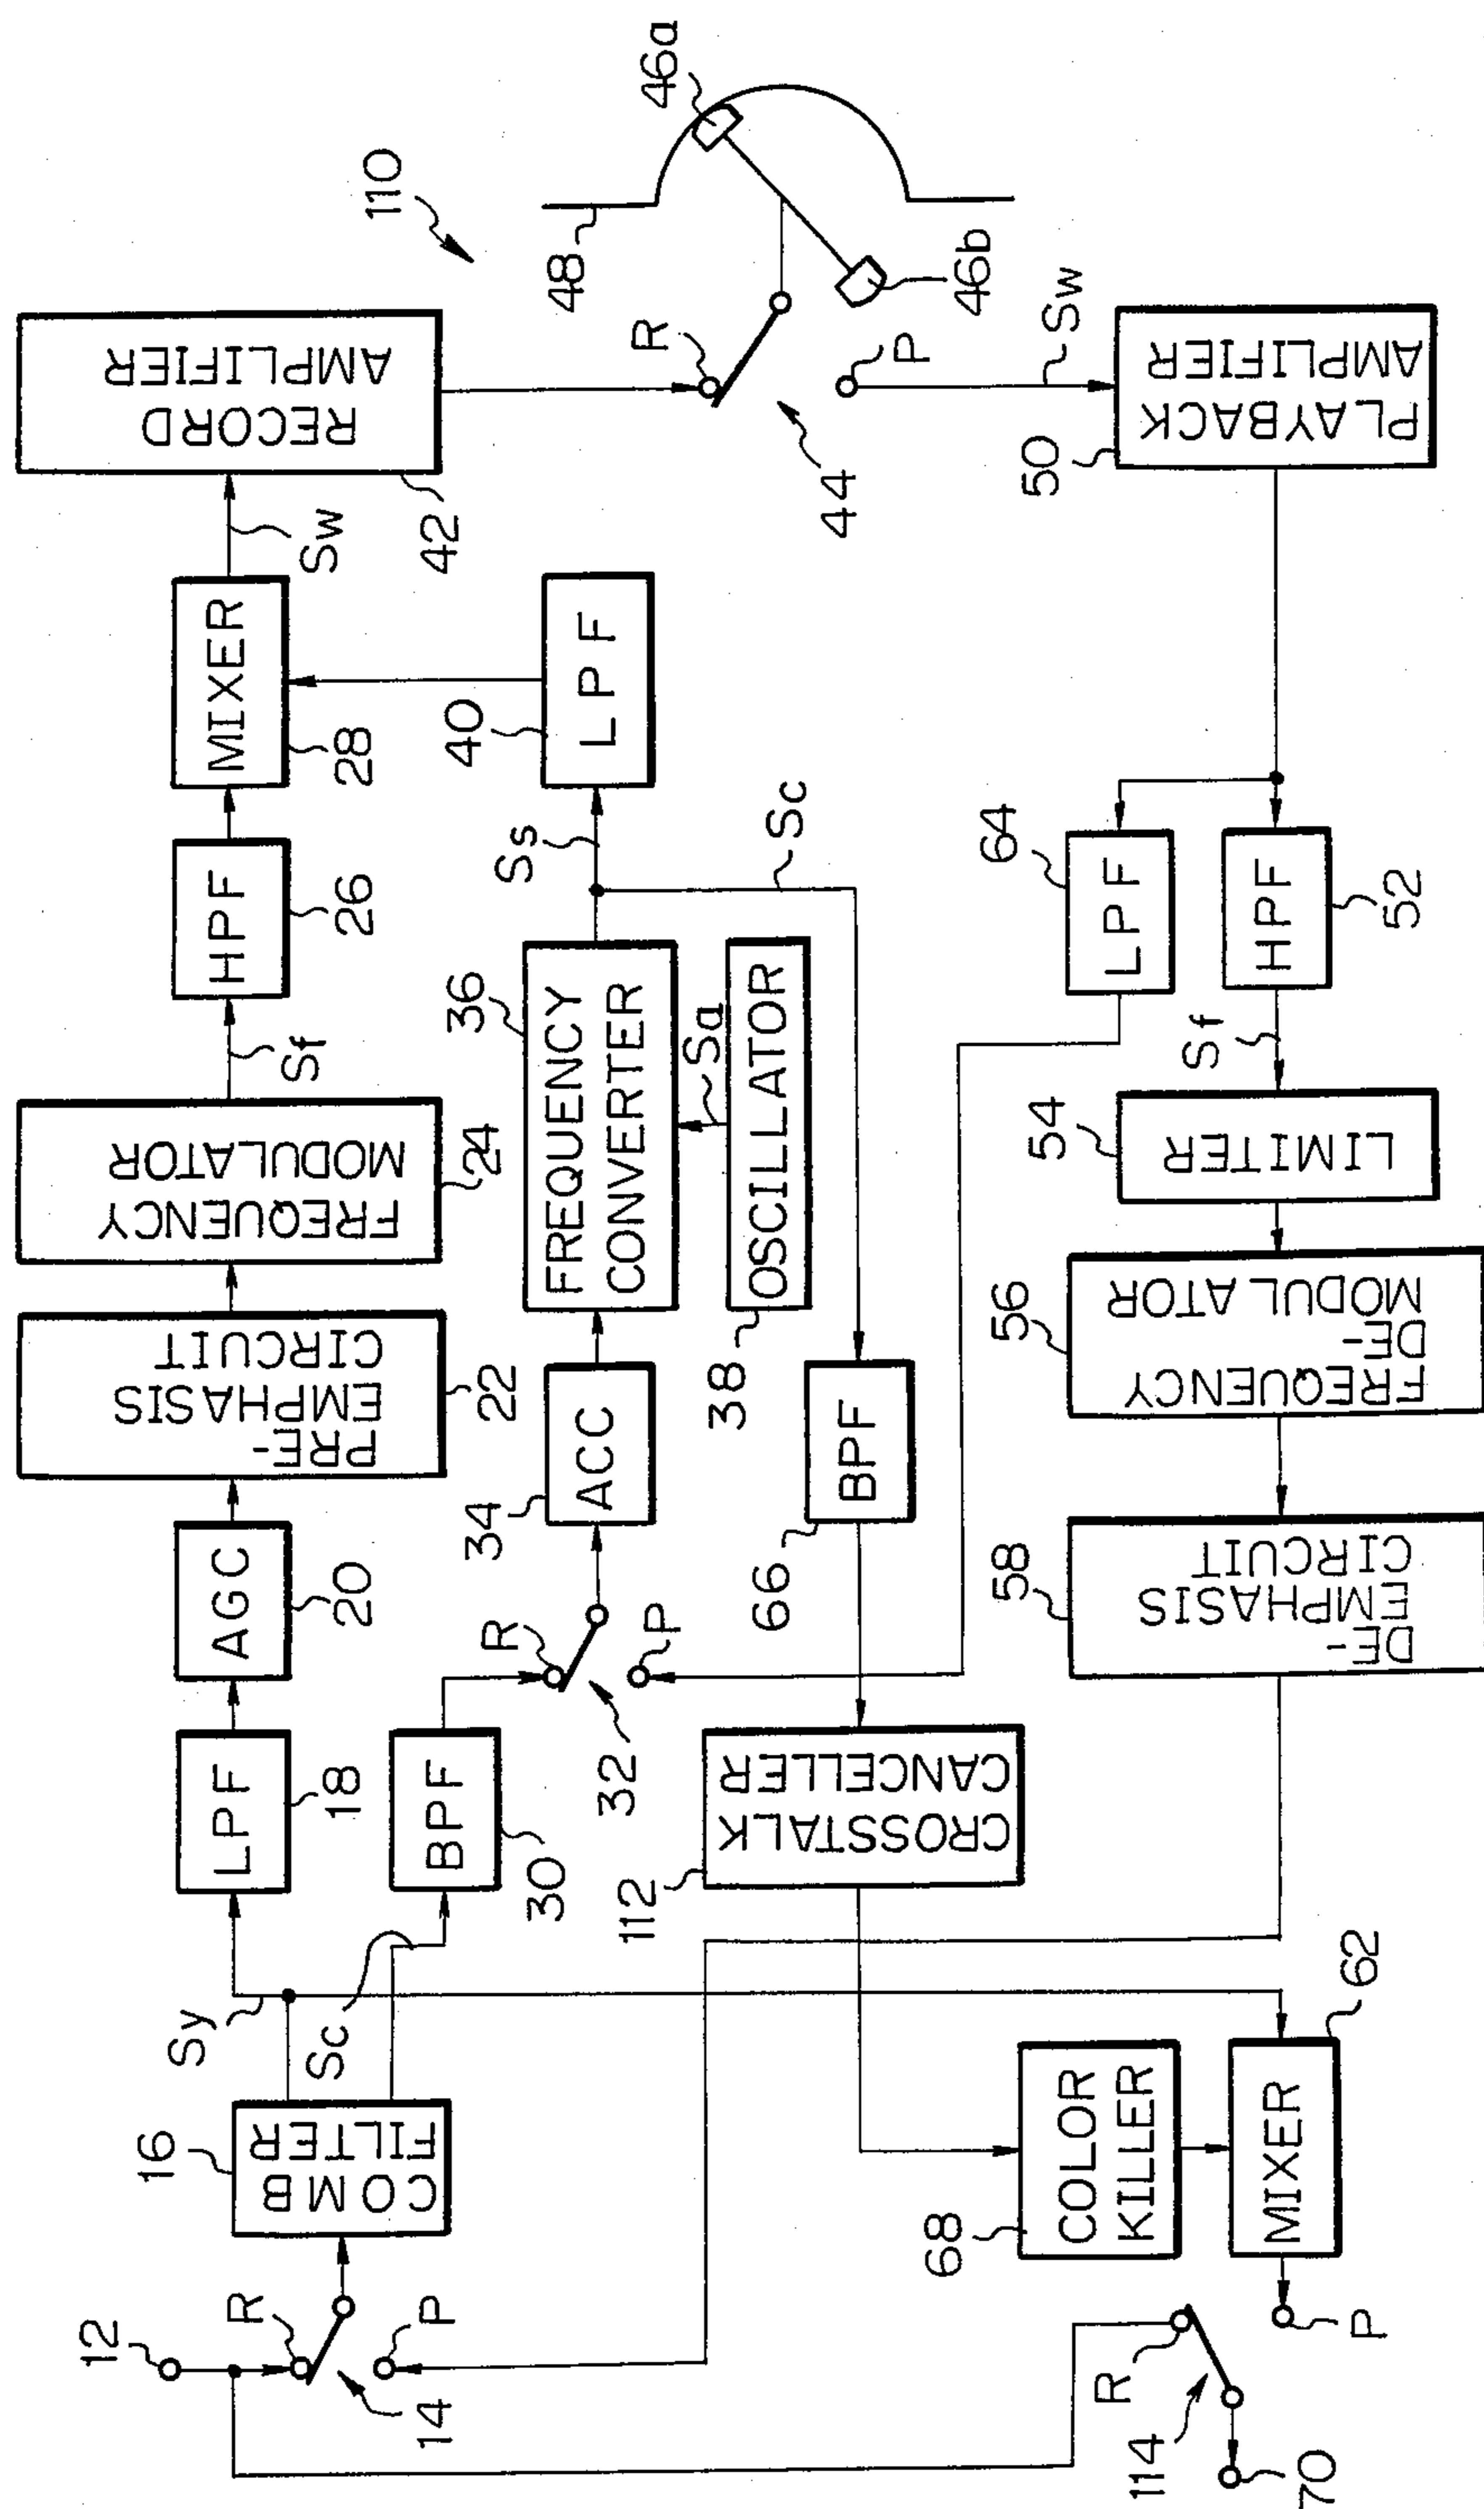 110
12
R
P
14
COMB
FILTER
16
Sy
Sc
LPF
18
AGC
20
PRE-
EMPHASIS
CIRCUIT
22
FREQUENCY
MODULATOR
24
Sf
HPF
26
MIXER
28
Sw
RECORD
AMPLIFIER
42
BPF
30
R
P
32
ACC
34
FREQUENCY
CONVERTER
36
Sa
OSCILLATOR
38
Ss
Sc
LPF
40
R
P
44
48
46a
46b
Sw
PLAYBACK
AMPLIFIER
50
LPF
64
HPF
52
Sf
LIMITER
54
FREQUENCY
DE-
MODULATOR
56
DE-
EMPHASIS
CIRCUIT
58
BPF
66
CROSSTALK
CANCELLER
112
COLOR
KILLER
68
MIXER
62
R
P
114
70